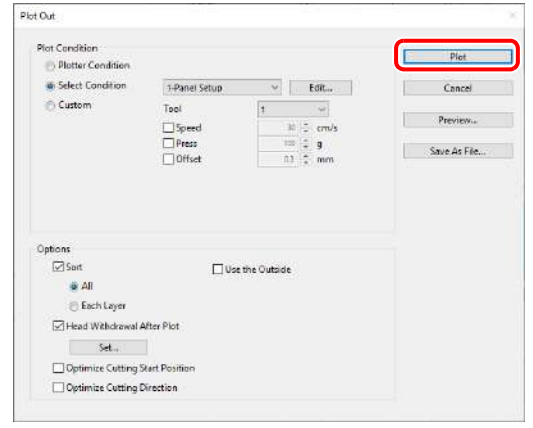 Plot Out
Plot Condition
Plotter Condition
Select Condition
1-Panel Setup
Edit...
Custom
Tool
1
Speed
30
cm/s
Press
100
g
Offset
0.3
mm
Plot
Cancel
Preview...
Save As File...
Options
Sort
Use the Outside
All
Each Layer
Head Withdrawal After Plot
Set...
Optimize Cutting Start Position
Optimize Cutting Direction